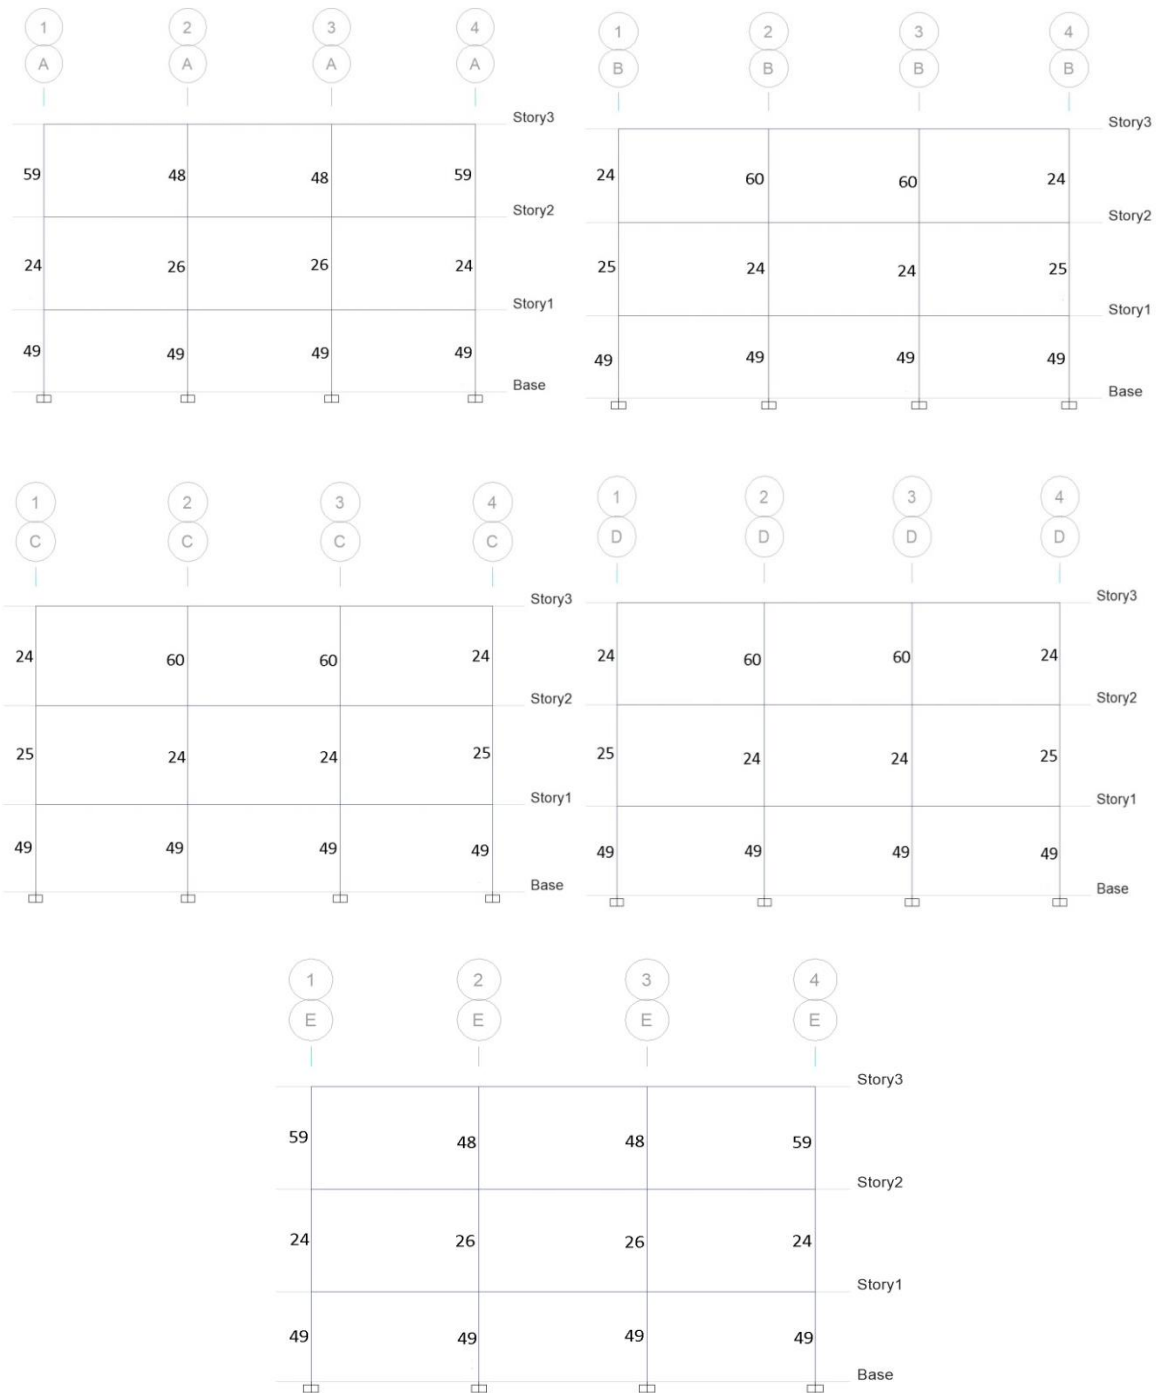 1 2 3 4
A A A A
Story3
59 48 48 59
Story2
24 26 26 24
Story1
49 49 49 49
Base
1 2 3 4
B B B B
Story3
24 60 60 24
Story2
25 24 24 25
Story1
49 49 49 49
Base
1 2 3 4
C C C C
Story3
24 60 60 24
Story2
25 24 24 25
Story1
49 49 49 49
Base
1 2 3 4
D D D D
Story3
24 60 60 24
Story2
25 24 24 25
Story1
49 49 49 49
Base
1 2 3 4
E E E E
Story3
59 48 48 59
Story2
24 26 26 24
Story1
49 49 49 49
Base